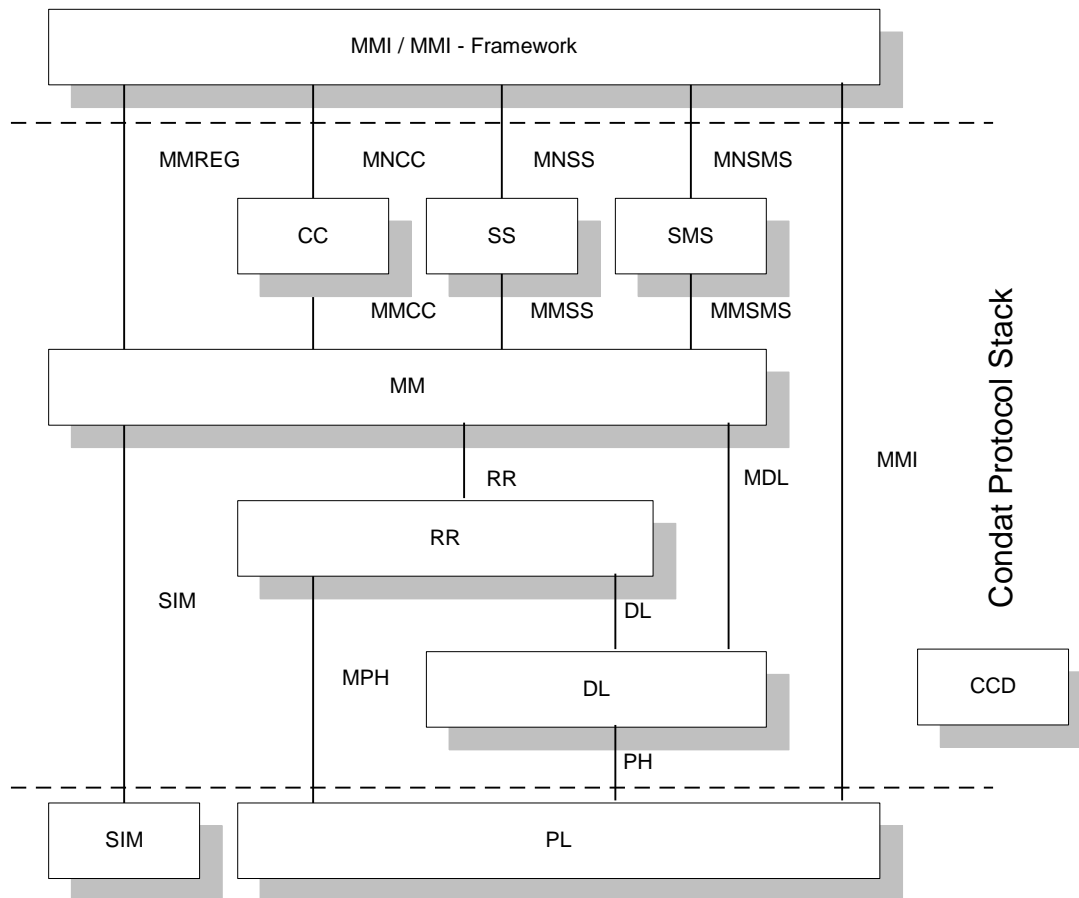 MMI / MMI - Framework
MMREG
MNCC
MNSS
MNSMS
CC
SS
SMS
MMCC
MMSS
MMSMS
MM
Condat Protocol Stack
RR
MDL
MMI
RR
SIM
DL
MPH
DL
CCD
PH
SIM
PL